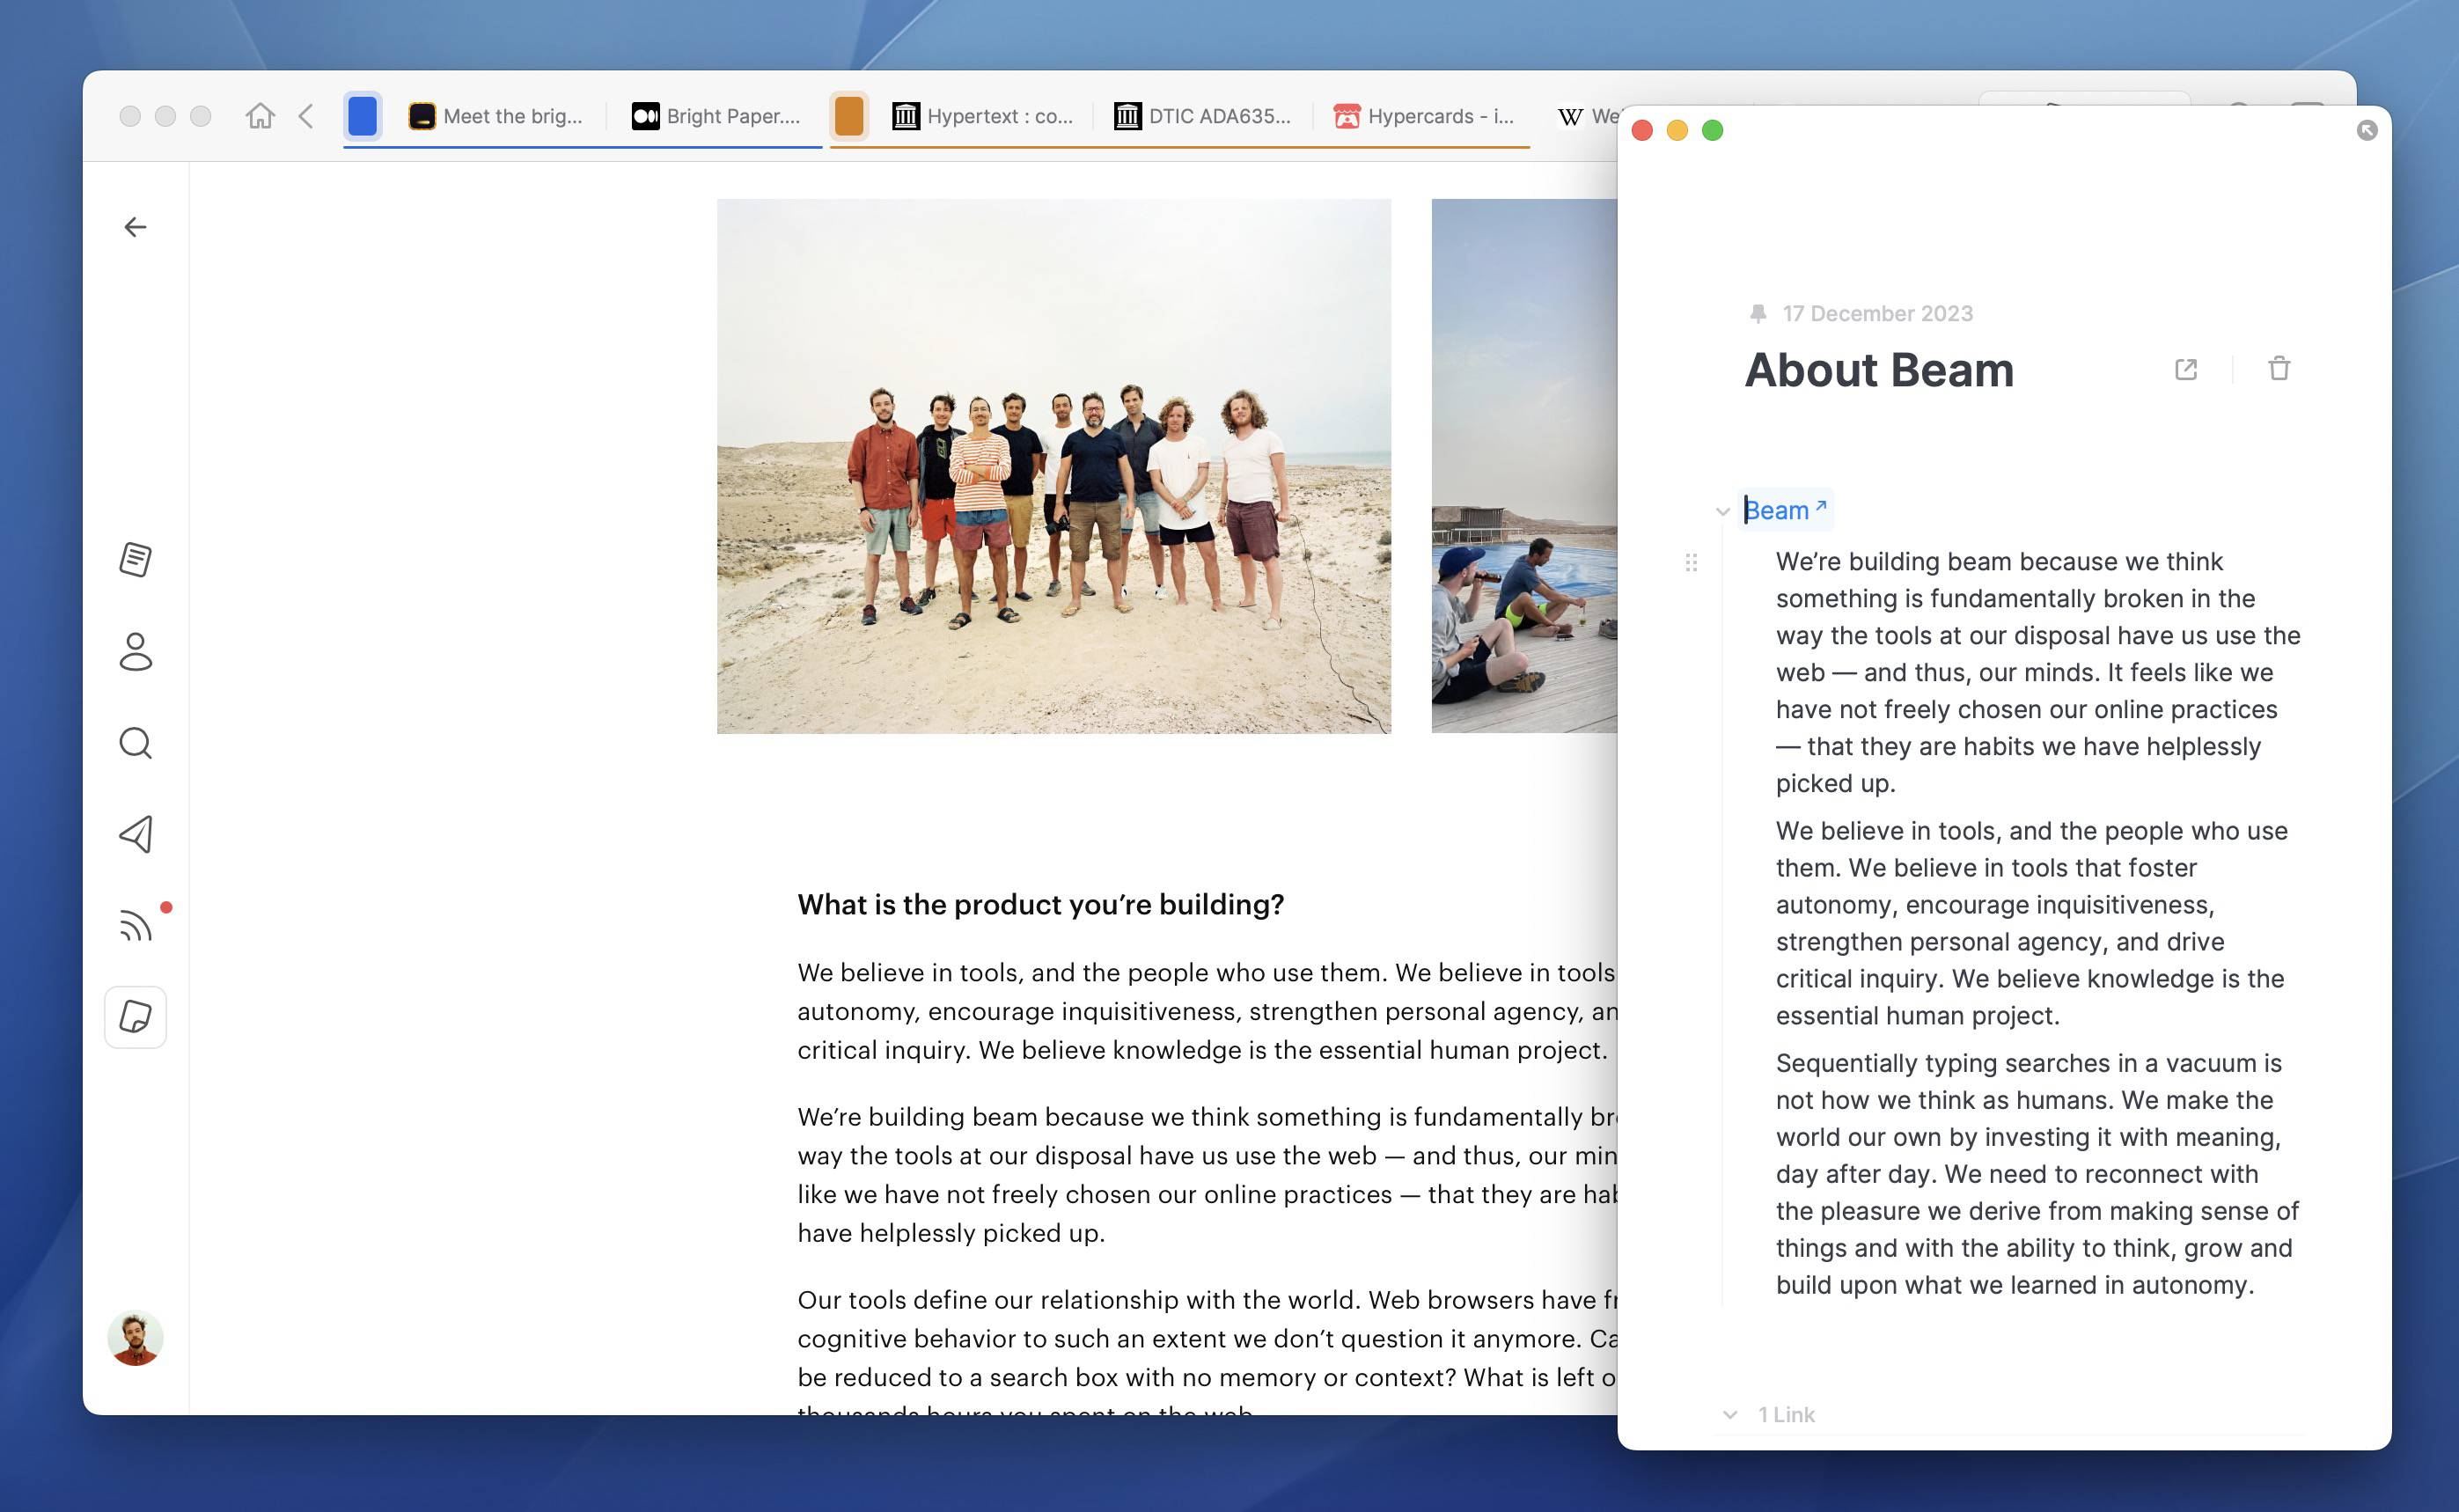 Meet the brig...
Bright Paper....
Hypertext : co...
DTIC ADA635...
Hypercards - i...
W
What is the product you’re building?
We believe in tools, and the people who use them. We believe in tools
autonomy, encourage inquisitiveness, strengthen personal agency, an
critical inquiry. We believe knowledge is the essential human project.
We’re building beam because we think something is fundamentally br
way the tools at our disposal have us use the web — and thus, our min
like we have not freely chosen our online practices — that they are hab
have helplessly picked up.
Our tools define our relationship with the world. Web browsers have fr
cognitive behavior to such an extent we don’t question it anymore. Ca
be reduced to a search box with no memory or context? What is left o
thousands hours you spent on the web
17 December 2023
About Beam
Beam
We’re building beam because we think
something is fundamentally broken in the
way the tools at our disposal have us use the
web — and thus, our minds. It feels like we
have not freely chosen our online practices
— that they are habits we have helplessly
picked up.
We believe in tools, and the people who use
them. We believe in tools that foster
autonomy, encourage inquisitiveness,
strengthen personal agency, and drive
critical inquiry. We believe knowledge is the
essential human project.
Sequentially typing searches in a vacuum is
not how we think as humans. We make the
world our own by investing it with meaning,
day after day. We need to reconnect with
the pleasure we derive from making sense of
things and with the ability to think, grow and
build upon what we learned in autonomy.
1 Link